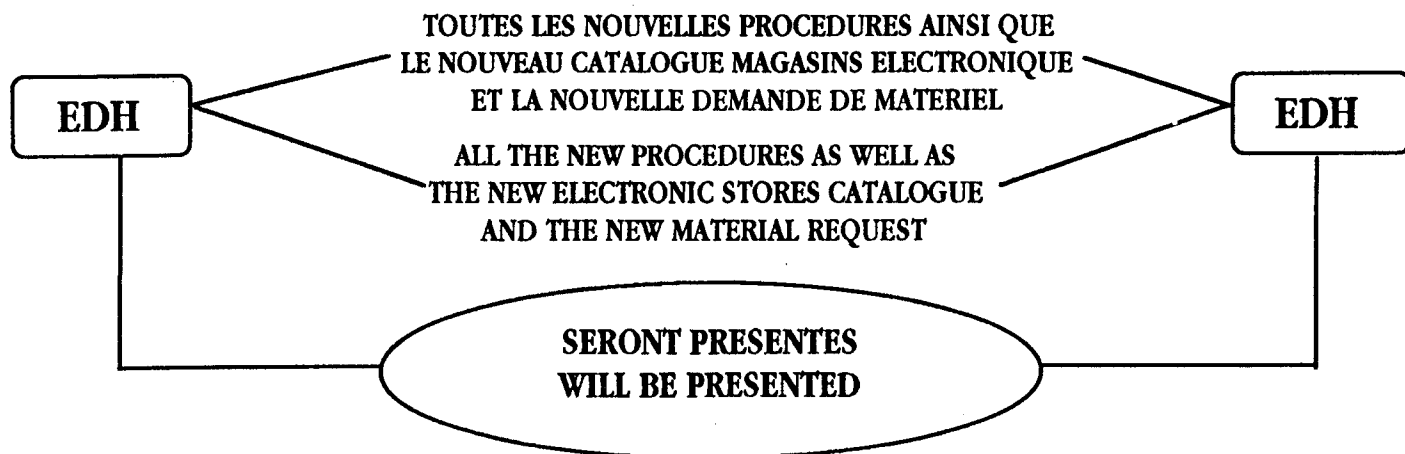 TOUTES LES NOUVELLES PROCEDURES AINSI QUE
LE NOUVEAU CATALOGUE MAGASINS ELECTRONIQUE
ET LA NOUVELLE DEMANDE DE MATERIEL
EDH
EDH
ALL THE NEW PROCEDURES AS WELL AS
THE NEW ELECTRONIC STORES CATALOGUE
AND THE NEW MATERIAL REQUEST
SERONT PRESENTES
WILL BE PRESENTED